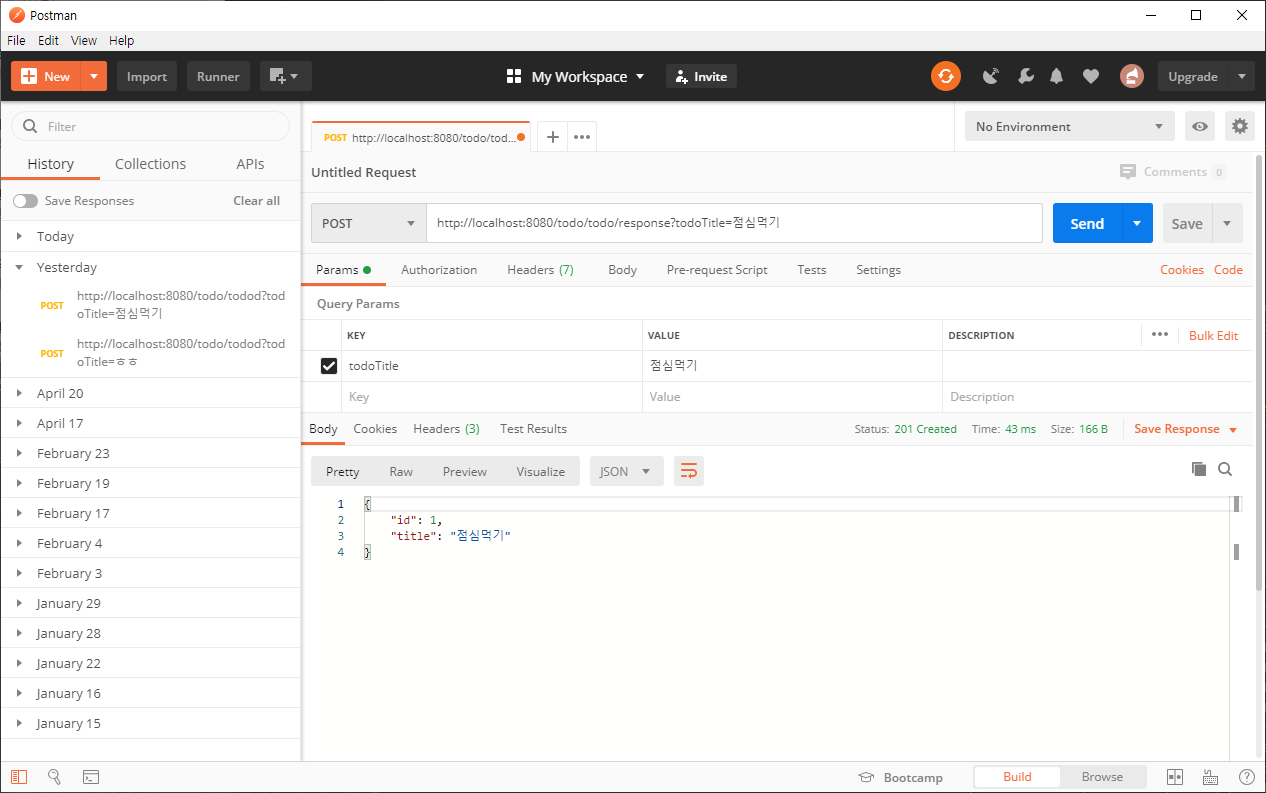 Postman
File Edit View Help
New Import Runner My Workspace Invite Upgrade
Filter
History Collections APIs
Save Responses Clear all
Today
Yesterday
POST http://localhost:8080/todo/todod?tod
oTitle=점심먹기
POST http://localhost:8080/todo/todod?tod
oTitle=ㅎㅎ
April 20
April 17
February 23
February 19
February 17
February 4
February 3
January 29
January 28
January 22
January 16
January 15
POST http://localhost:8080/todo/tod...
No Environment
Untitled Request
Comments 0
POST http://localhost:8080/todo/todo/response?todoTitle=점심먹기 Send Save
Params Authorization Headers (7) Body Pre-request Script Tests Settings Cookies Code
Query Params
KEY VALUE DESCRIPTION Bulk Edit
todoTitle 점심먹기
Key Value Description
Body Cookies Headers (3) Test Results Status: 201 Created Time: 43 ms Size: 166 B Save Response
Pretty Raw Preview Visualize JSON
1 {
2 "id": 1,
3 "title": "점심먹기"
4 }
Bootcamp Build Browse